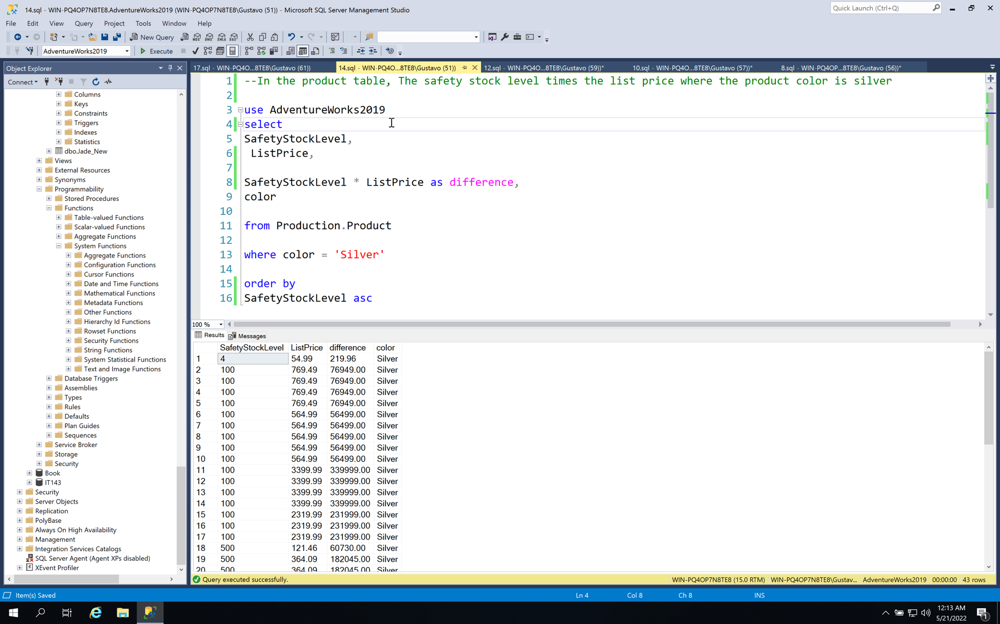 14.sql - WIN-PQ4OP7N8TE8.AdventureWorks2019 (WIN-PQ4OP7N8TE8\Gustavo (51)) - Microsoft SQL Server Management Studio
Quick Launch (Ctrl+Q)
File Edit View Query Project Tools Window Help
New Query MDX DMX XMLA DAX
AdventureWorks2019 Execute
Object Explorer
Connect
Columns
Keys
Constraints
Triggers
Indexes
Statistics
dbo.Jade_New
Views
External Resources
Synonyms
Programmability
Stored Procedures
Functions
Table-valued Functions
Scalar-valued Functions
Aggregate Functions
System Functions
Aggregate Functions
Configuration Functions
Cursor Functions
Date and Time Functions
Mathematical Functions
Metadata Functions
Other Functions
Hierarchy Id Functions
Rowset Functions
Security Functions
String Functions
System Statistical Functions
Text and Image Functions
Database Triggers
Assemblies
Types
Rules
Defaults
Plan Guides
Sequences
Service Broker
Storage
Security
Book
IT143
Security
Server Objects
Replication
PolyBase
Always On High Availability
Management
Integration Services Catalogs
SQL Server Agent (Agent XPs disabled)
XEvent Profiler
17.sql - WIN-PQ4O...8TE8\Gustavo (61)) 14.sql - WIN-PQ4O...8TE8\Gustavo (51)) 12.sql - WIN-PQ4O...8TE8\Gustavo (59))* 10.sql - WIN-PQ4O...8TE8\Gustavo (57))* 8.sql - WIN-PQ4OP...8TE8\Gustavo (56))*
1 --In the product table, The safety stock level times the list price where the product color is silver
2
3 use AdventureWorks2019
4 select
5 SafetyStockLevel,
6 ListPrice,
7
8 SafetyStockLevel * ListPrice as difference,
9 color
10
11 from Production.Product
12
13 where color = 'Silver'
14
15 order by
16 SafetyStockLevel asc
100 %
Results Messages
SafetyStockLevel ListPrice difference color
1 4 54.99 219.96 Silver
2 100 769.49 76949.00 Silver
3 100 769.49 76949.00 Silver
4 100 769.49 76949.00 Silver
5 100 769.49 76949.00 Silver
6 100 564.99 56499.00 Silver
7 100 564.99 56499.00 Silver
8 100 564.99 56499.00 Silver
9 100 564.99 56499.00 Silver
10 100 564.99 56499.00 Silver
11 100 3399.99 339999.00 Silver
12 100 3399.99 339999.00 Silver
13 100 3399.99 339999.00 Silver
14 100 3399.99 339999.00 Silver
15 100 2319.99 231999.00 Silver
16 100 2319.99 231999.00 Silver
17 100 2319.99 231999.00 Silver
18 500 121.46 60730.00 Silver
19 500 364.09 182045.00 Silver
20 500 364.09 182045.00 Silver
Query executed successfully.
WIN-PQ4OP7N8TE8 (15.0 RTM) WIN-PQ4OP7N8TE8\Gustav... AdventureWorks2019 00:00:00 43 rows
Item(s) Saved Ln 4 Col 8 Ch 8 INS
12:13 AM
5/21/2022
1